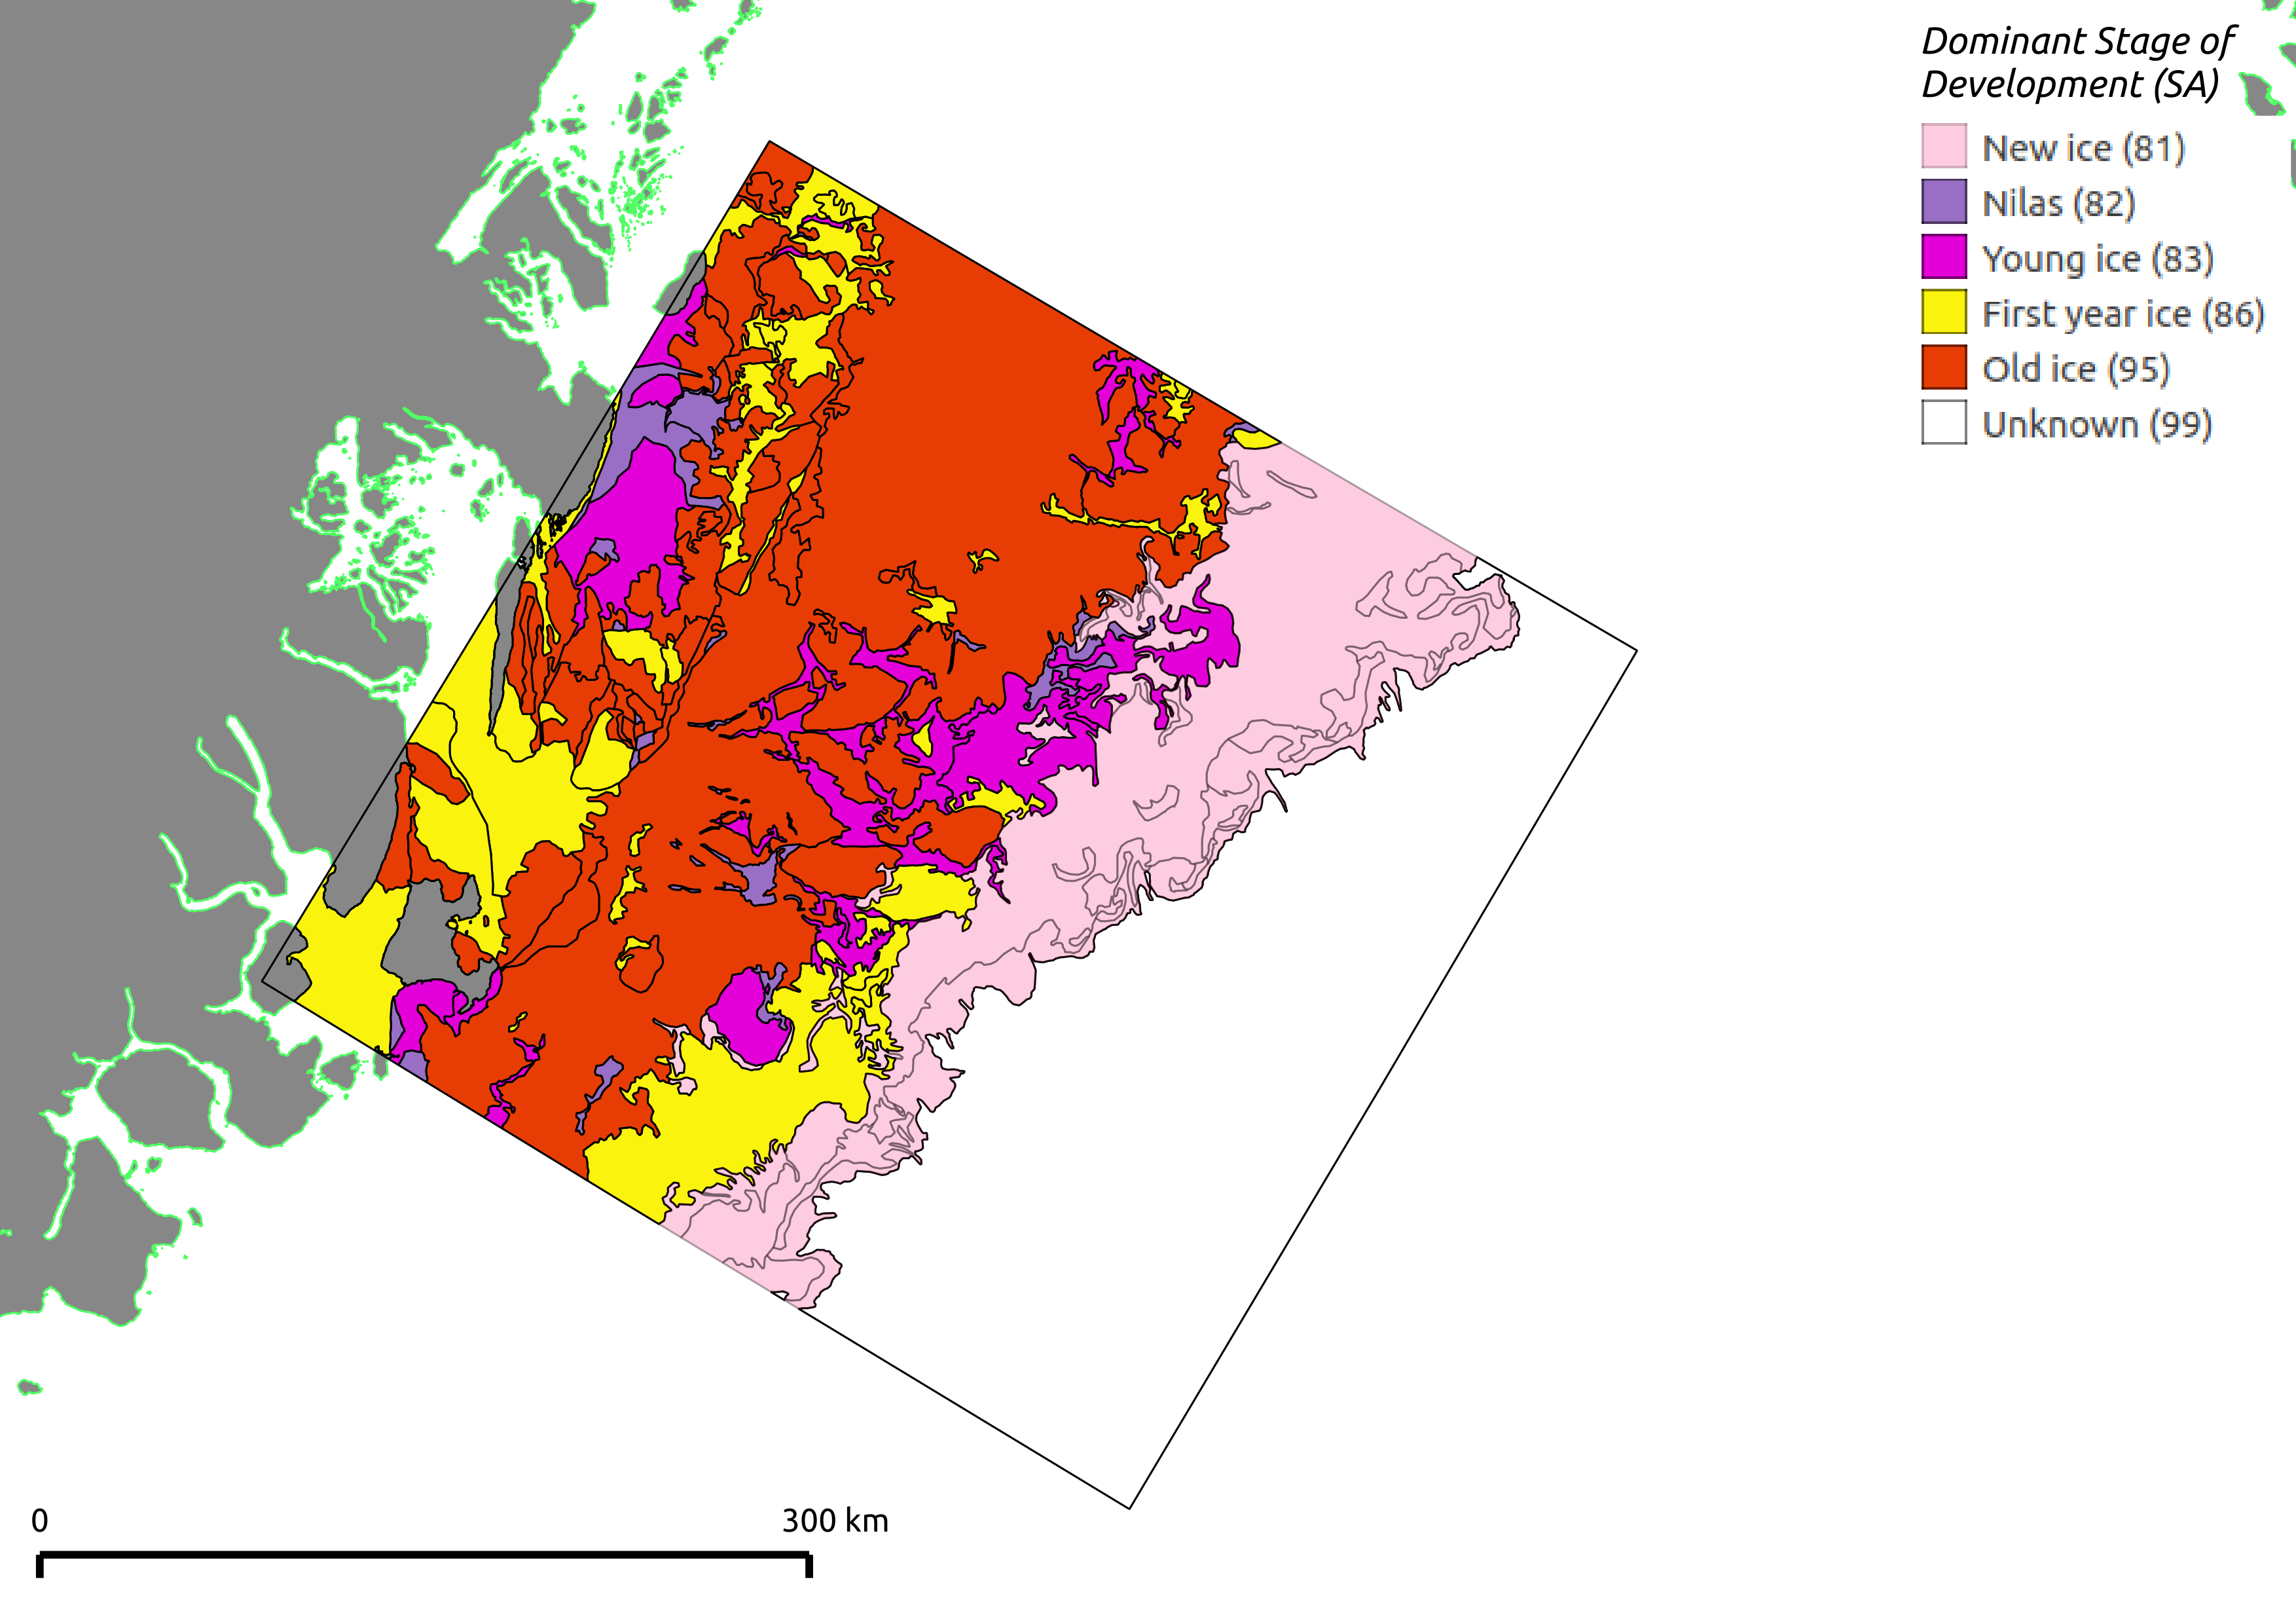 Dominant Stage of
Development (SA)
New ice (81)
Nilas (82)
Young ice (83)
First year ice (86)
Old ice (95)
Unknown (99)
0 300 km